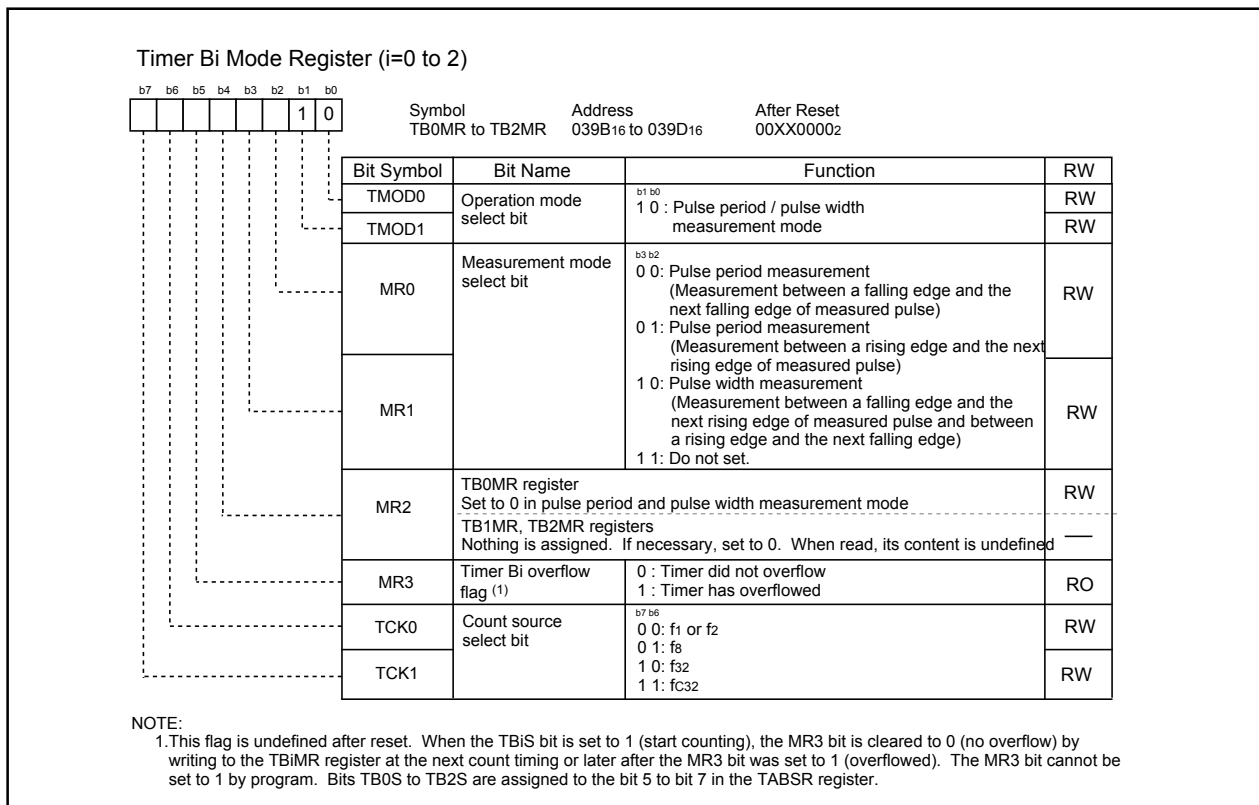 Timer Bi Mode Register (i=0 to 2)
b7 b6 b5 b4 b3 b2 b1 b0
1 0
Symbol Address After Reset
TB0MR to TB2MR 039B16 to 039D16 00XX00002
Bit Symbol Bit Name Function RW
TMOD0 Operation mode select bit b1 b0 RW
1 0 : Pulse period / pulse width
TMOD1 measurement mode RW
MR0 Measurement mode select bit b3 b2 RW
0 0: Pulse period measurement
(Measurement between a falling edge and the
next falling edge of measured pulse)
0 1: Pulse period measurement
(Measurement between a rising edge and the next
rising edge of measured pulse)
MR1 1 0: Pulse width measurement RW
(Measurement between a falling edge and the
next rising edge of measured pulse and between
a rising edge and the next falling edge)
1 1: Do not set.
MR2 TB0MR register RW
Set to 0 in pulse period and pulse width measurement mode
TB1MR, TB2MR registers —
Nothing is assigned. If necessary, set to 0. When read, its content is undefined
MR3 Timer Bi overflow flag (1) 0 : Timer did not overflow RO
1 : Timer has overflowed
TCK0 Count source select bit b7 b6 RW
0 0: f1 or f2
0 1: f8
TCK1 1 0: f32 RW
1 1: fC32
NOTE:
1.This flag is undefined after reset. When the TBiS bit is set to 1 (start counting), the MR3 bit is cleared to 0 (no overflow) by
writing to the TBiMR register at the next count timing or later after the MR3 bit was set to 1 (overflowed). The MR3 bit cannot be
set to 1 by program. Bits TB0S to TB2S are assigned to the bit 5 to bit 7 in the TABSR register.